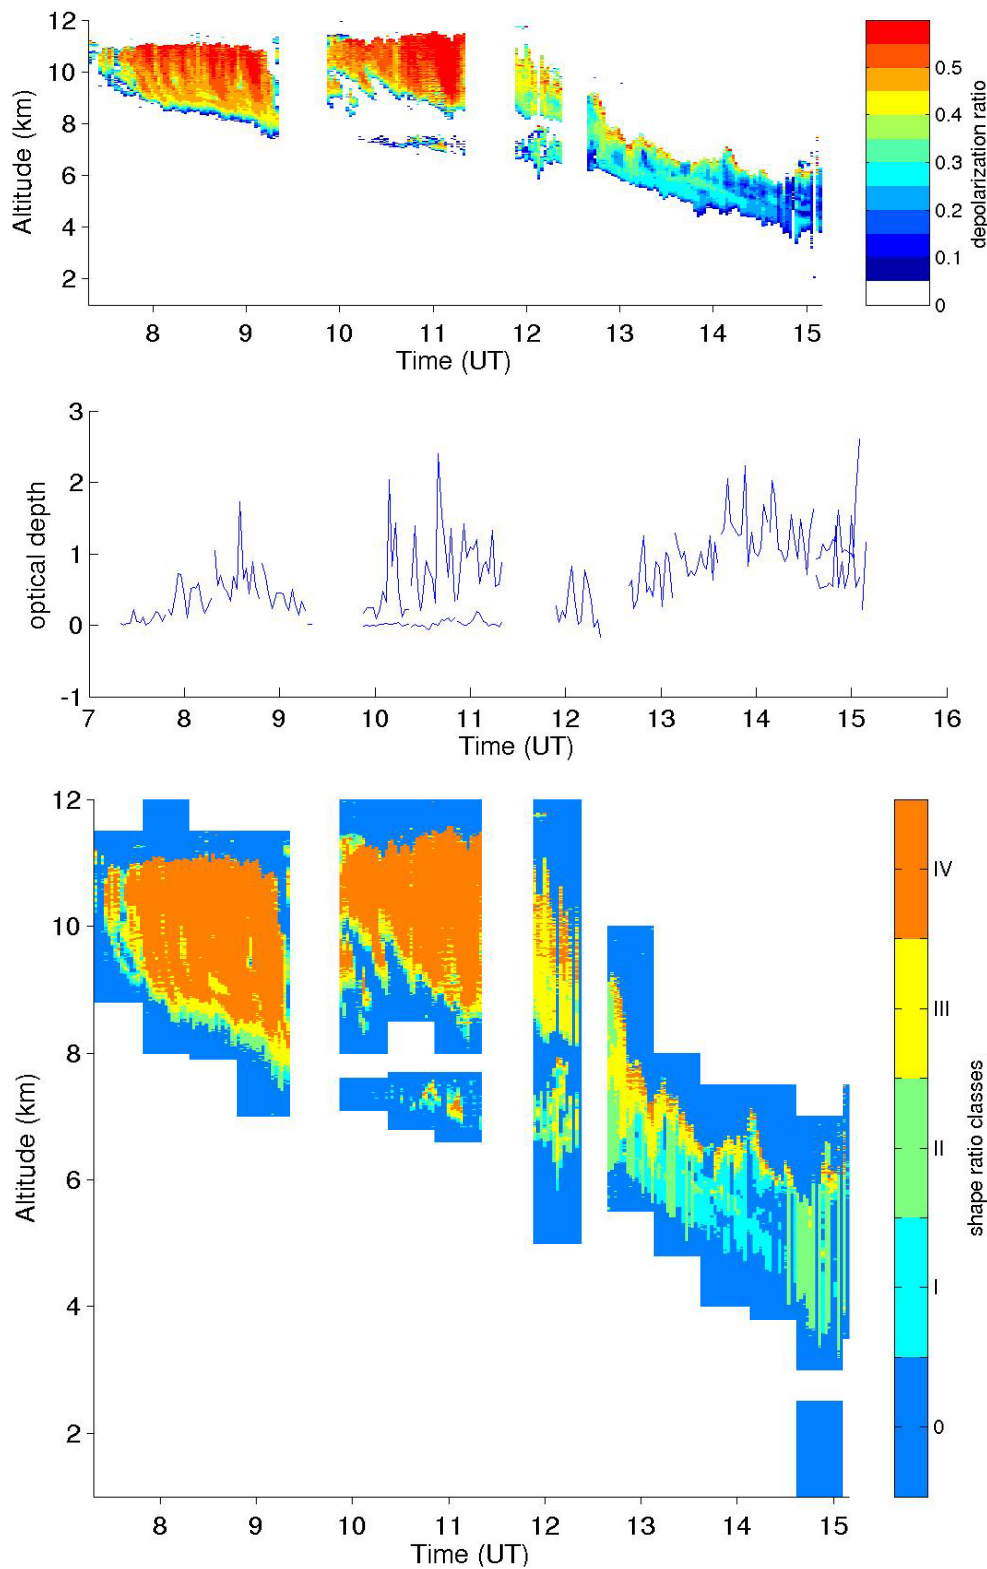 12
10
8
6
4
2
Altitude (km)
8 9 10 11 12 13 14 15
Time (UT)
0.5
0.4
0.3
0.2
0.1
0
depolarization ratio
3
2
1
0
-1
optical depth
7 8 9 10 11 12 13 14 15 16
Time (UT)
12
10
8
6
4
2
Altitude (km)
8 9 10 11 12 13 14 15
Time (UT)
IV
III
II
I
0
shape ratio classes